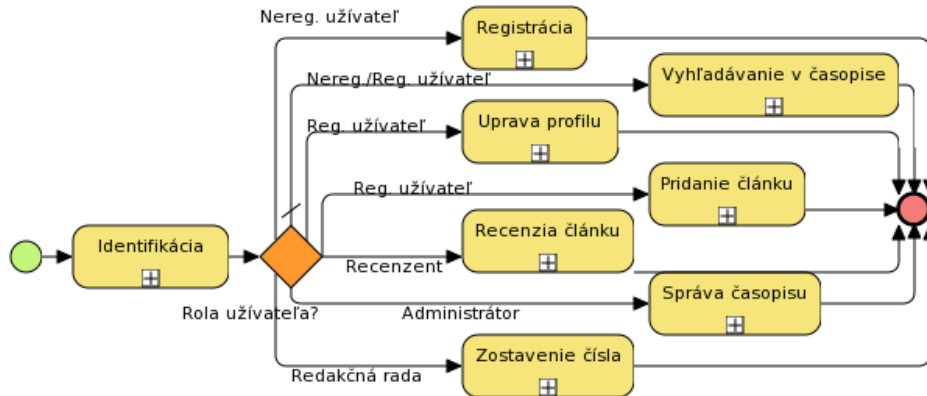 Nereg. užívateľ
Registrácia
Nereg./Reg. užívateľ
Vyhľadávanie v časopise
Reg. užívateľ
Uprava profilu
Reg. užívateľ
Pridanie článku
Identifikácia
Recenzia článku
Recenzent
Rola užívateľa?
Administrátor
Správa časopisu
Redakčná rada
Zostavenie čísla